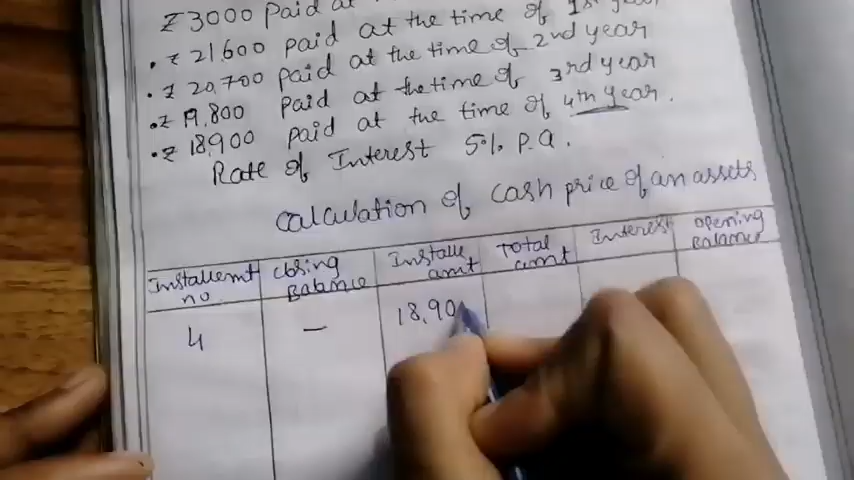 ₹ 3000 Paid at
• ₹ 21,600 paid at the time of 1st year
• ₹ 20,700 paid at the time of 2nd year
• ₹ 19,800 paid at the time of 3rd year
• ₹ 18,900 paid at the time of 4th year.
Rate of Interest 5% P.a.
Calculation of cash price of an assets
Installemt no Closing Balance Installe amt Total amt Interest Opening Balance
4 — 18,90